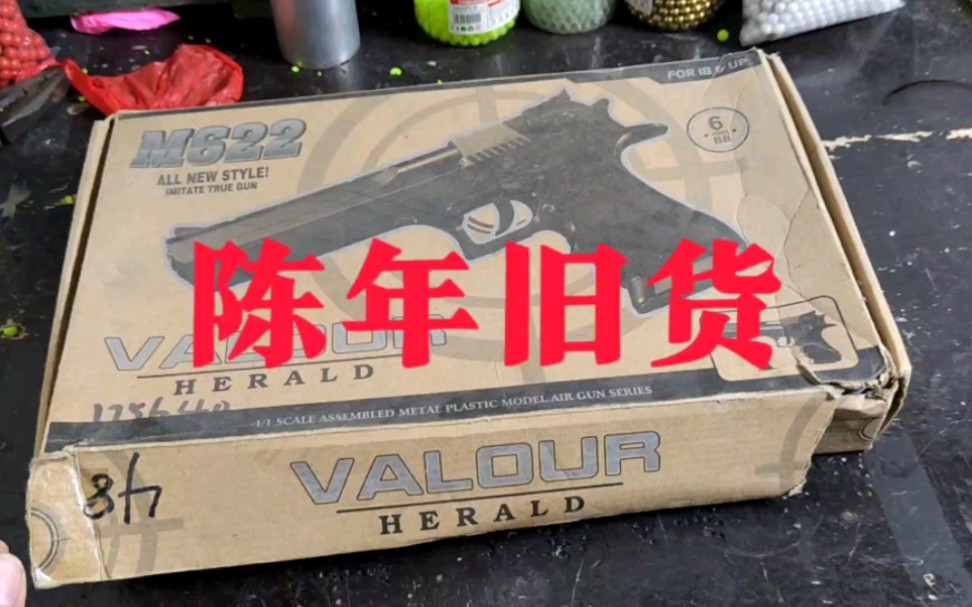 FOR 18 & UP
M622
ALL NEW STYLE!
IMITATE TRUE GUN
6
mm
BB
陈年旧货
VALOUR
HERALD
1/1 SCALE ASSEMBLED METAL PLASTIC MODEL AIR GUN SERIES
VALOUR
HERALD